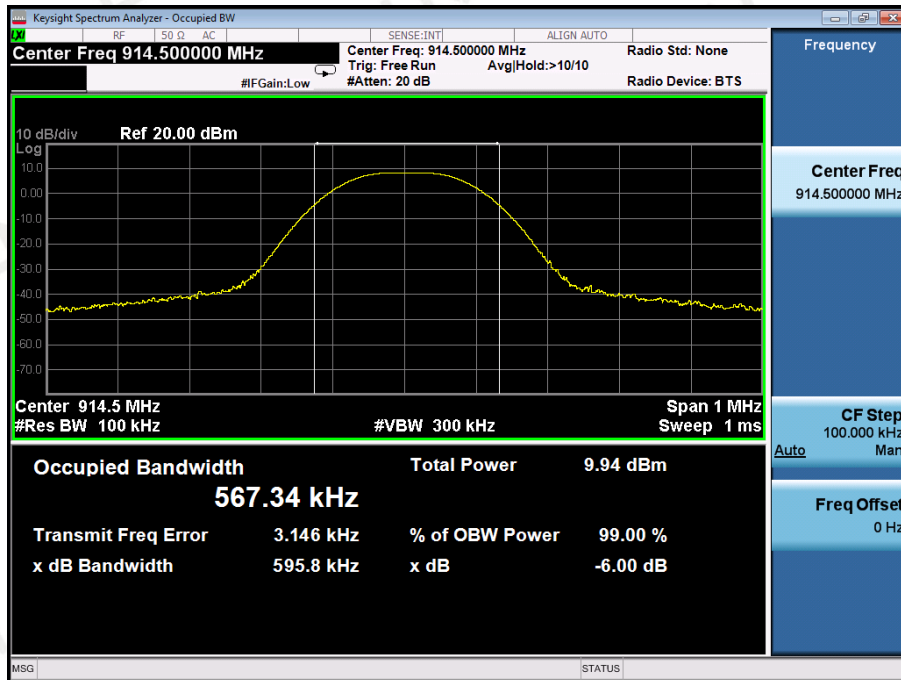 Keysight Spectrum Analyzer - Occupied BW
LXI RF 50 Ω AC SENSE:INT ALIGN AUTO
Center Freq 914.500000 MHz
Center Freq: 914.500000 MHz Radio Std: None
Trig: Free Run Avg|Hold:>10/10
#IFGain:Low #Atten: 20 dB Radio Device: BTS
10 dB/div Ref 20.00 dBm
Log
10.0
0.00
-10.0
-20.0
-30.0
-40.0
-50.0
-60.0
-70.0
Center 914.5 MHz Span 1 MHz
#Res BW 100 kHz #VBW 300 kHz Sweep 1 ms
Occupied Bandwidth Total Power 9.94 dBm
567.34 kHz
Transmit Freq Error 3.146 kHz % of OBW Power 99.00 %
x dB Bandwidth 595.8 kHz x dB -6.00 dB
MSG STATUS
Frequency
Center Freq
914.500000 MHz
CF Step
100.000 kHz
Auto Man
Freq Offset
0 Hz